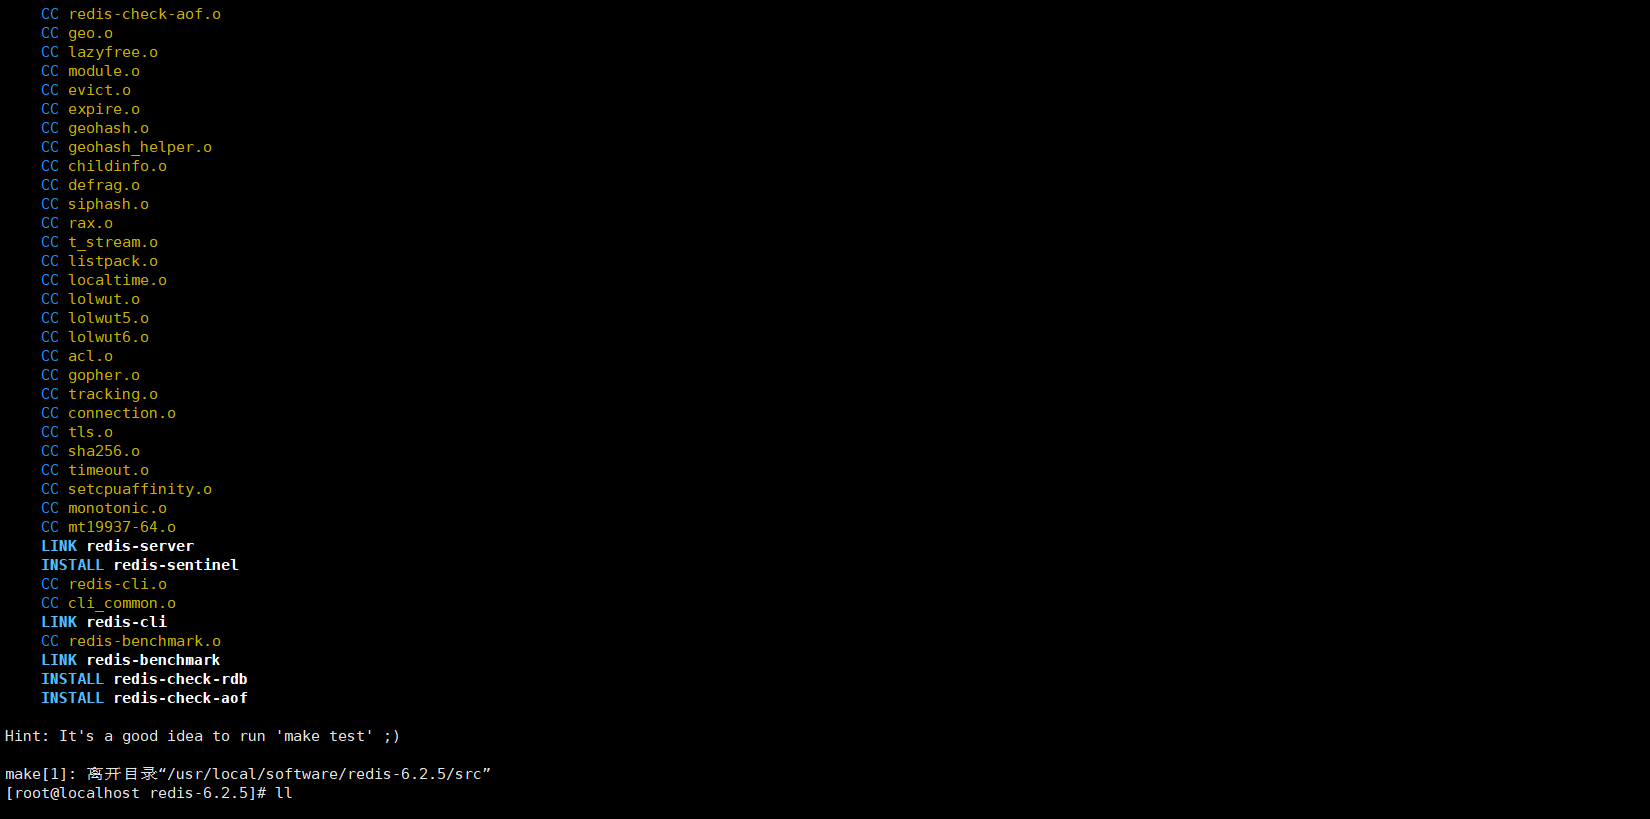 CC redis-check-aof.o
CC geo.o
CC lazyfree.o
CC module.o
CC evict.o
CC expire.o
CC geohash.o
CC geohash_helper.o
CC childinfo.o
CC defrag.o
CC siphash.o
CC rax.o
CC t_stream.o
CC listpack.o
CC localtime.o
CC lolwut.o
CC lolwut5.o
CC lolwut6.o
CC acl.o
CC gopher.o
CC tracking.o
CC connection.o
CC tls.o
CC sha256.o
CC timeout.o
CC setcpuaffinity.o
CC monotonic.o
CC mt19937-64.o
LINK redis-server
INSTALL redis-sentinel
CC redis-cli.o
CC cli_common.o
LINK redis-cli
CC redis-benchmark.o
LINK redis-benchmark
INSTALL redis-check-rdb
INSTALL redis-check-aof
Hint: It's a good idea to run 'make test' ;)
make[1]: 离开目录“/usr/local/software/redis-6.2.5/src”
[root@localhost redis-6.2.5]# ll